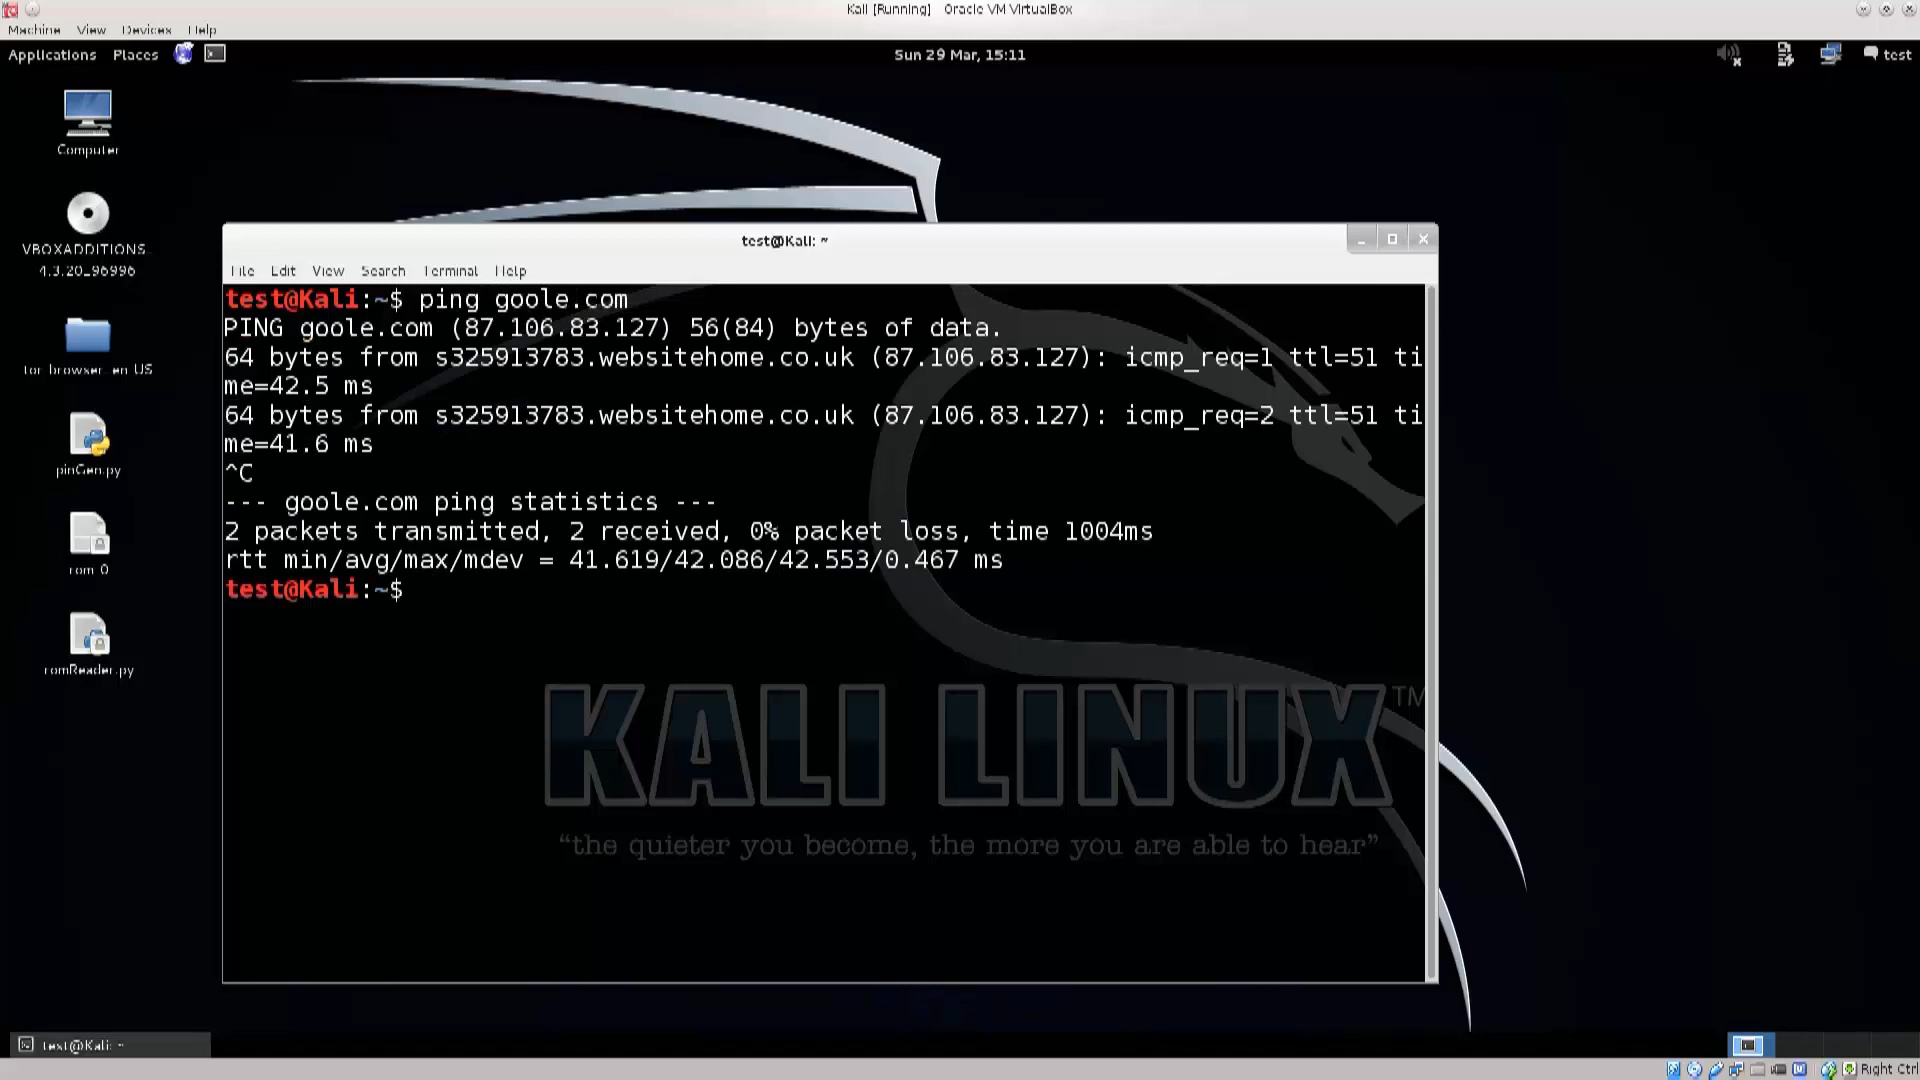 Kali [Running] - Oracle VM VirtualBox
Machine View Devices Help
Applications Places
Sun 29 Mar, 15:11
test
Computer
VBOXADDITIONS_
4.3.20_96996
tor-browser_en-US
pinGen.py
rom-0
romReader.py
test@Kali: ~
File Edit View Search Terminal Help
test@Kali:~$ ping goole.com
PING goole.com (87.106.83.127) 56(84) bytes of data.
64 bytes from s325913783.websitehome.co.uk (87.106.83.127): icmp_req=1 ttl=51 ti
me=42.5 ms
64 bytes from s325913783.websitehome.co.uk (87.106.83.127): icmp_req=2 ttl=51 ti
me=41.6 ms
^C
--- goole.com ping statistics ---
2 packets transmitted, 2 received, 0% packet loss, time 1004ms
rtt min/avg/max/mdev = 41.619/42.086/42.553/0.467 ms
test@Kali:~$
KALI LINUX™
“the quieter you become, the more you are able to hear”
test@Kali: ~
Right Ctrl